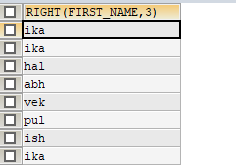 RIGHT(FIRST_NAME,3)
ika
ika
hal
abh
vek
pul
ish
ika